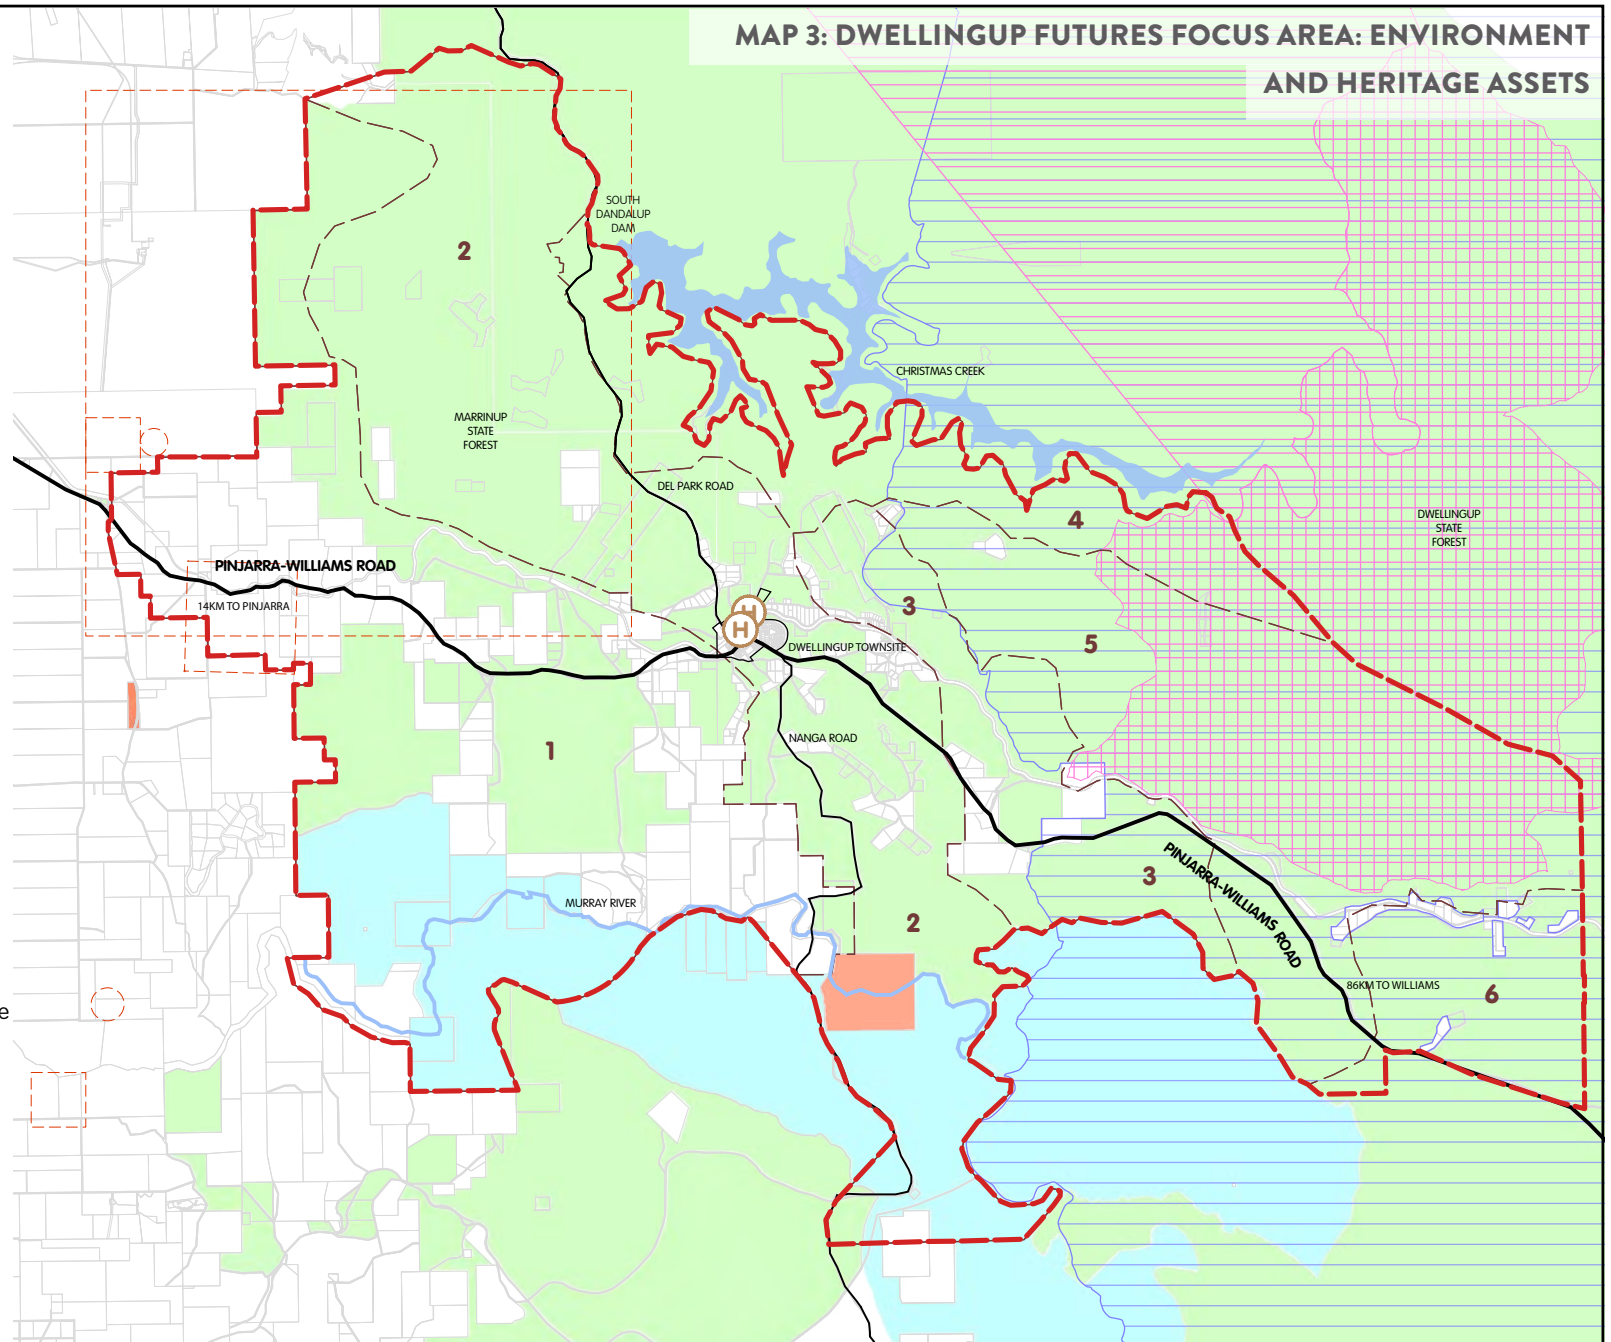 MAP 3: DWELLINGUP FUTURES FOCUS AREA: ENVIRONMENT
AND HERITAGE ASSETS
SOUTH
DANDALUP
DAM
2
CHRISTMAS CREEK
MARRINUP
STATE
FOREST
DEL PARK ROAD
4
DWELLINGUP
STATE
FOREST
PINJARRA-WILLIAMS ROAD
14KM TO PINJARRA
H
H
3
DWELLINGUP TOWNSITE
5
1
NANGA ROAD
MURRAY RIVER
2
3
PINJARRA-WILLIAMS ROAD
86KM TO WILLIAMS
6
e